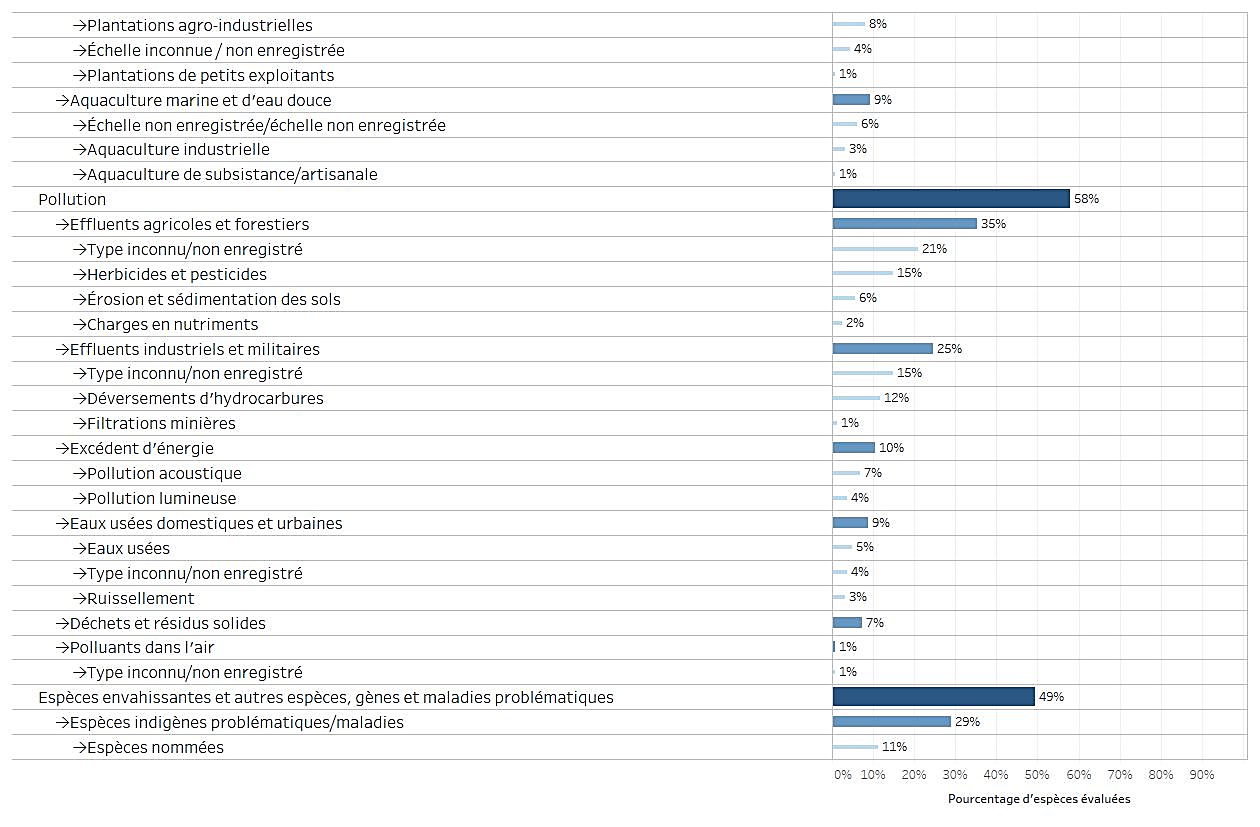 →Plantations agro-industrielles 8%
→Échelle inconnue / non enregistrée 4%
→Plantations de petits exploitants 1%
→Aquaculture marine et d’eau douce 9%
→Échelle non enregistrée/échelle non enregistrée 6%
→Aquaculture industrielle 3%
→Aquaculture de subsistance/artisanale 1%
Pollution 58%
→Effluents agricoles et forestiers 35%
→Type inconnu/non enregistré 21%
→Herbicides et pesticides 15%
→Érosion et sédimentation des sols 6%
→Charges en nutriments 2%
→Effluents industriels et militaires 25%
→Type inconnu/non enregistré 15%
→Déversements d’hydrocarbures 12%
→Filtrations minières 1%
→Excédent d’énergie 10%
→Pollution acoustique 7%
→Pollution lumineuse 4%
→Eaux usées domestiques et urbaines 9%
→Eaux usées 5%
→Type inconnu/non enregistré 4%
→Ruissellement 3%
→Déchets et résidus solides 7%
→Polluants dans l’air 1%
→Type inconnu/non enregistré 1%
Espèces envahissantes et autres espèces, gènes et maladies problématiques 49%
→Espèces indigènes problématiques/maladies 29%
→Espèces nommées 11%
0% 10% 20% 30% 40% 50% 60% 70% 80% 90%
Pourcentage d’espèces évaluées